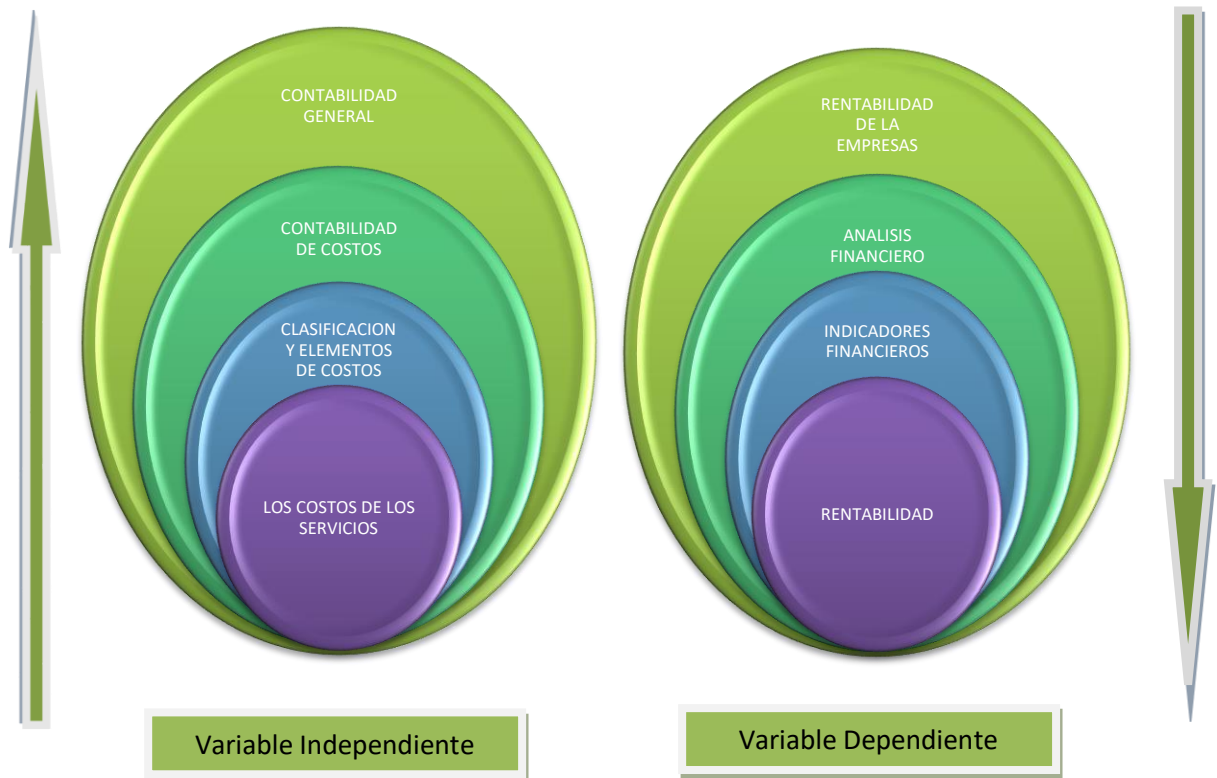 CONTABILIDAD
GENERAL
CONTABILIDAD
DE COSTOS
CLASIFICACION
Y ELEMENTOS
DE COSTOS
LOS COSTOS DE LOS
SERVICIOS
Variable Independiente
RENTABILIDAD
DE LA
EMPRESAS
ANALISIS
FINANCIERO
INDICADORES
FINANCIEROS
RENTABILIDAD
Variable Dependiente